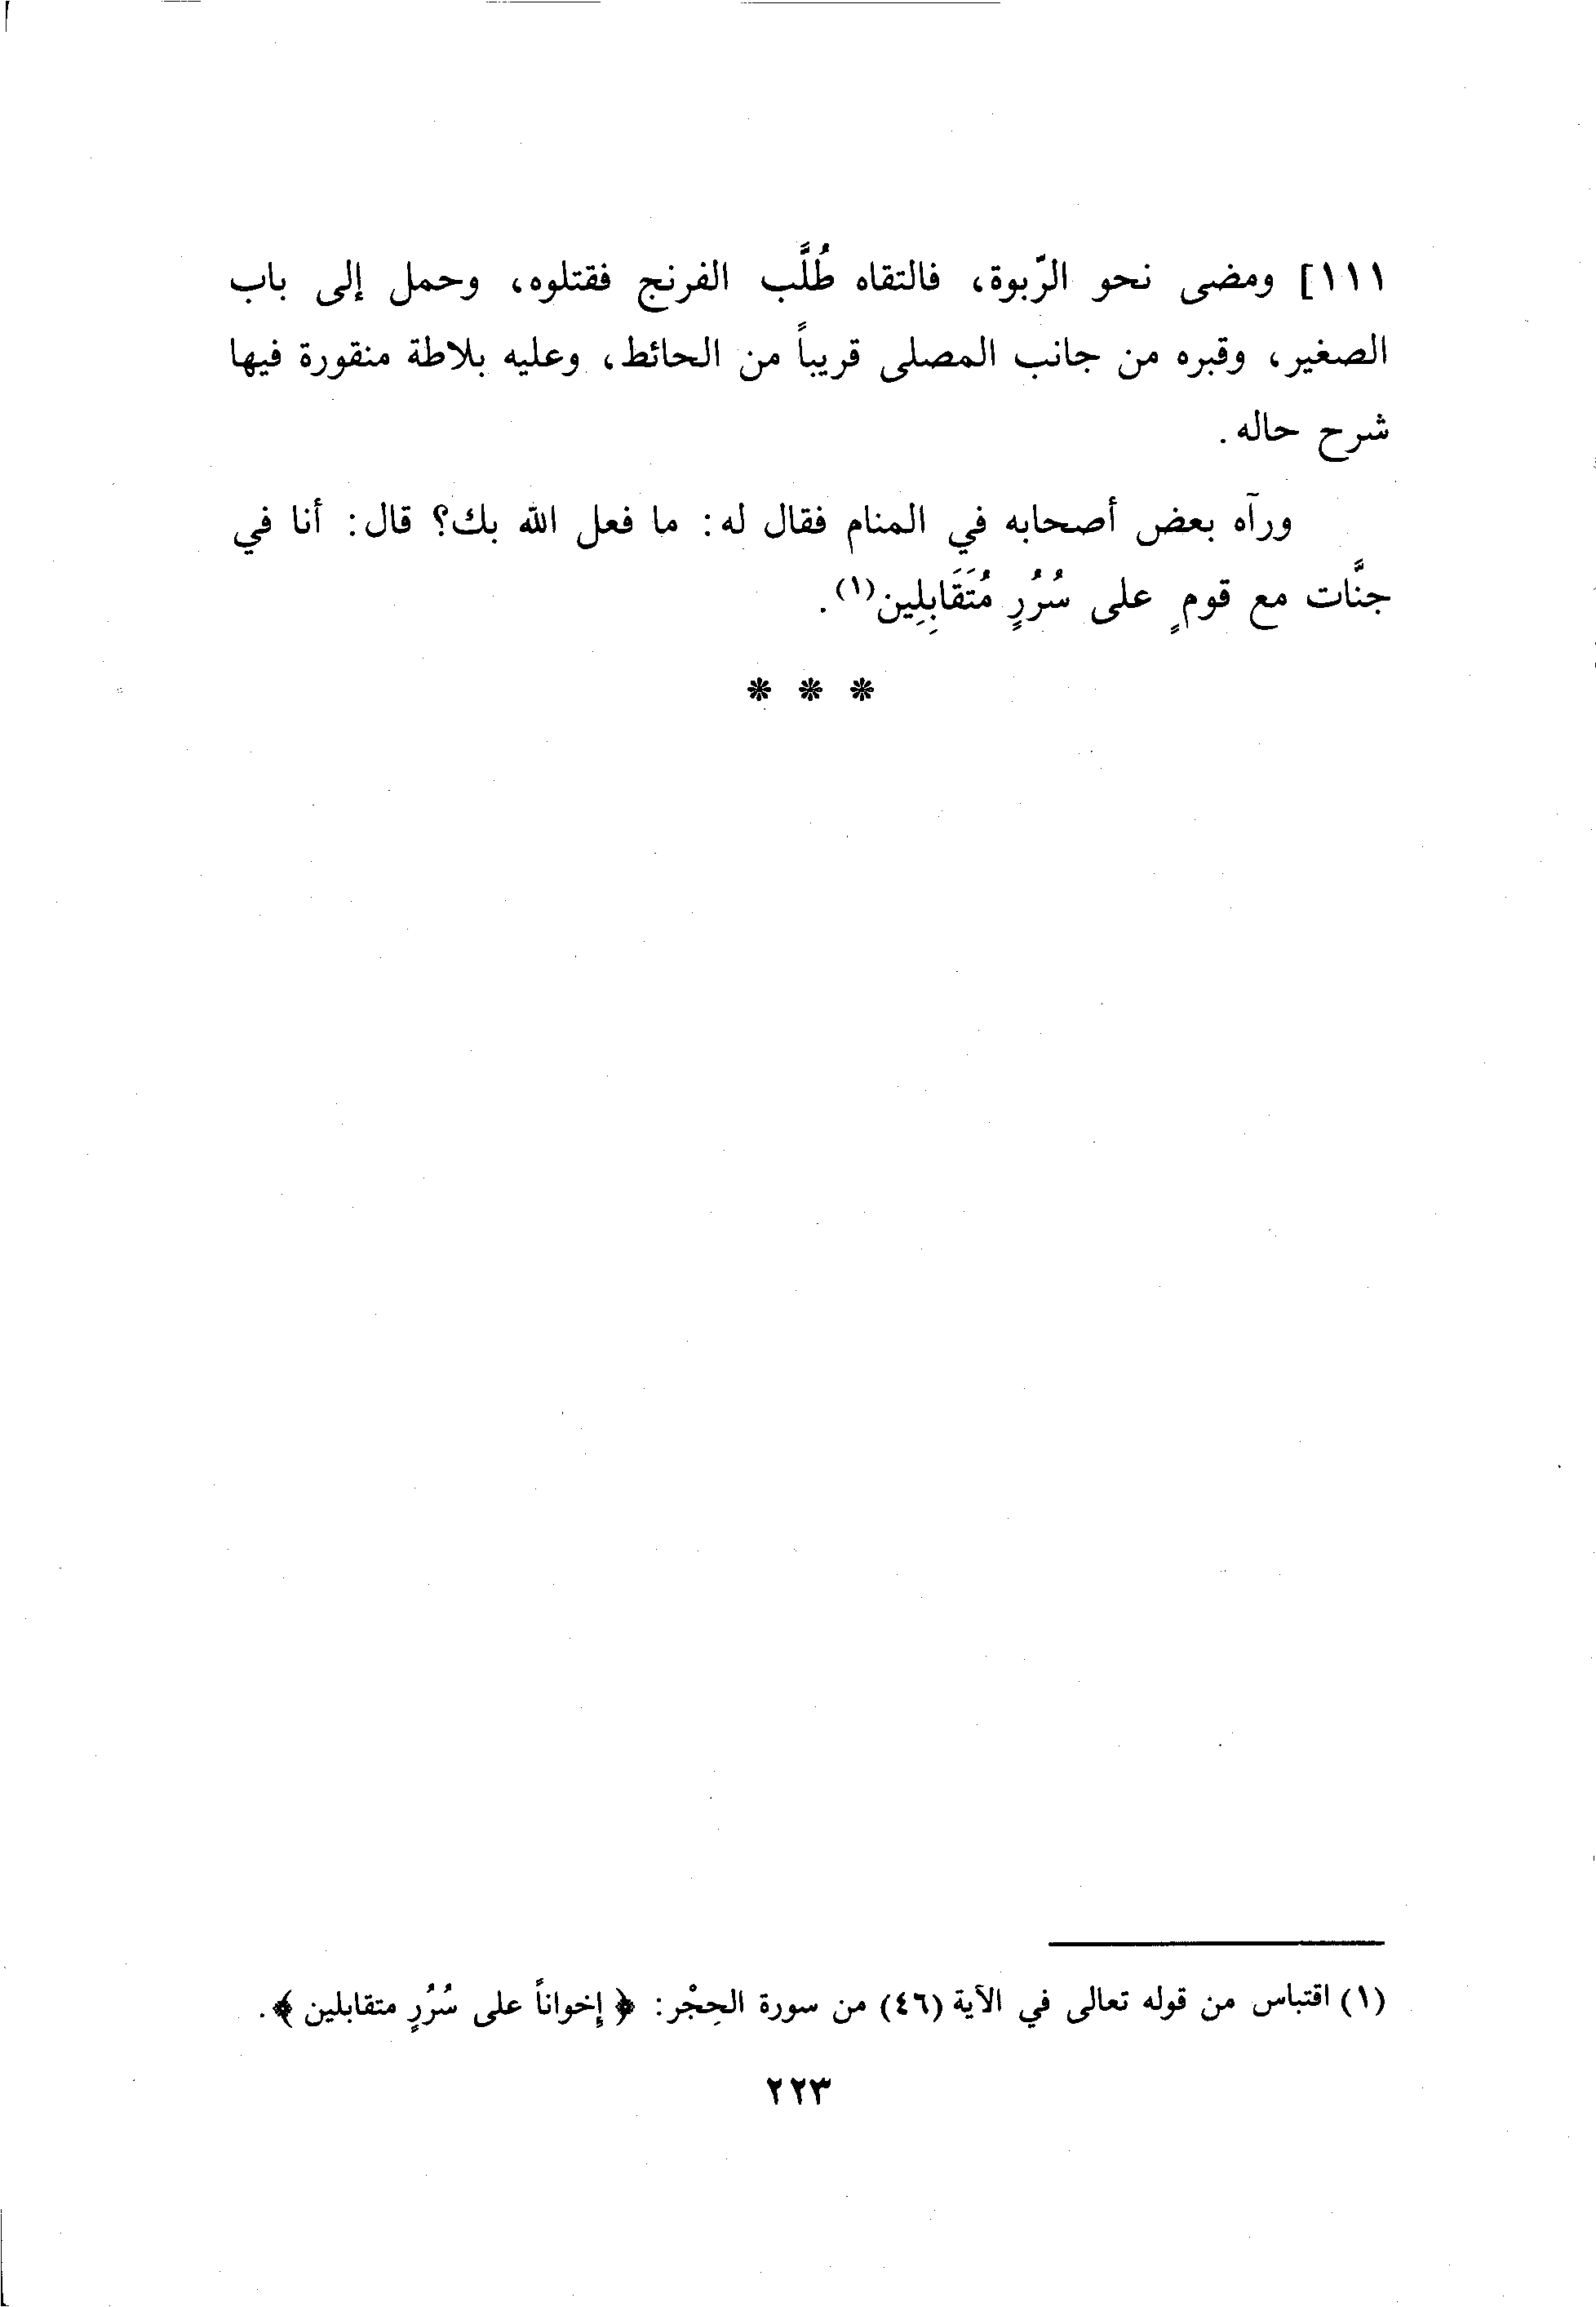 ١١١] ومضى نحو الرّبوة، فالتقاه طُلَّب الفرنج فقتلوه، وحمل إلى باب
الصغير، وقبره من جانب المصلى قريباً من الحائط، وعليه بلاطة منقورة فيها
شرح حاله.
ورآه بعض أصحابه في المنام فقال له: ما فعل الله بك؟ قال: أنا في
جنَّات مع قومٍ على سُرُرٍ مُتَقَابِلِين(١).
* * *
(١) اقتباس من قوله تعالى في الآية (٤٦) من سورة الحِجْر: ﴿إِخواناً على سُرُرٍ متقابلين﴾.
٢٢٣